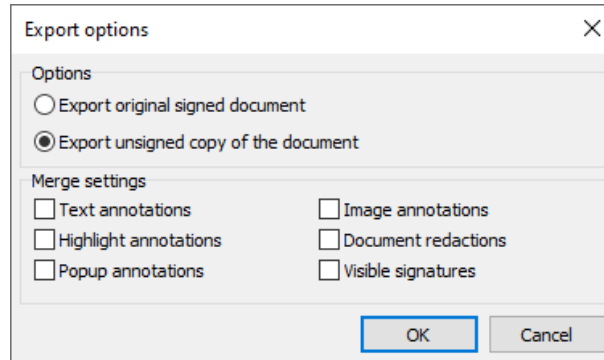 Export options
Options
Export original signed document
Export unsigned copy of the document
Merge settings
Text annotations
Image annotations
Highlight annotations
Document redactions
Popup annotations
Visible signatures
OK
Cancel